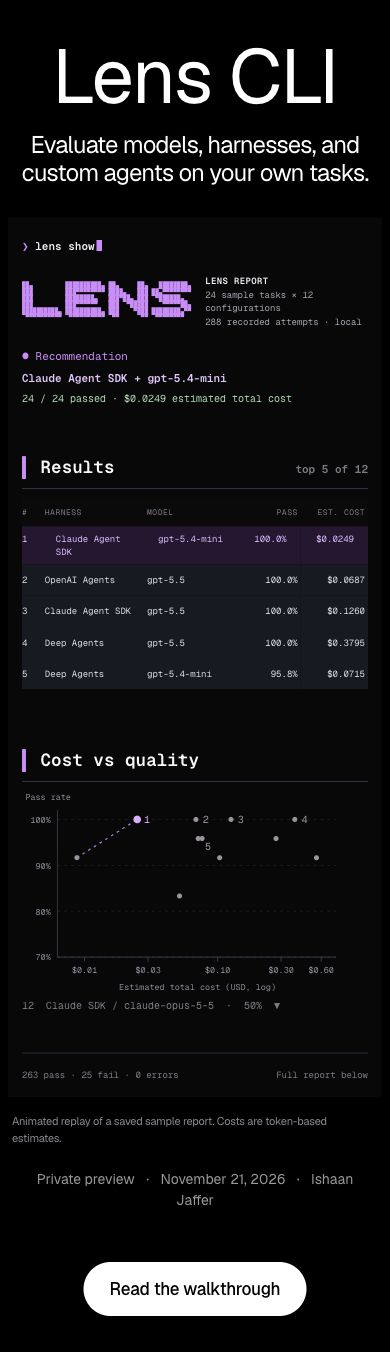 Lens CLI
Evaluate models, harnesses, and
custom agents on your own tasks.
❯ lens show
LENS
LENS REPORT
24 sample tasks × 12
configurations
288 recorded attempts · local
● Recommendation
Claude Agent SDK + gpt-5.4-mini
24 / 24 passed · $0.0249 estimated total cost
Results top 5 of 12
# HARNESS MODEL PASS EST. COST
1 Claude Agent SDK gpt-5.4-mini 100.0% $0.0249
2 OpenAI Agents gpt-5.5 100.0% $0.0687
3 Claude Agent SDK gpt-5.5 100.0% $0.1260
4 Deep Agents gpt-5.5 100.0% $0.3795
5 Deep Agents gpt-5.4-mini 95.8% $0.0715
Cost vs quality
Pass rate
100% 1 2 3 4
5
90%
80%
70%
$0.01 $0.03 $0.10 $0.30 $0.60
Estimated total cost (USD, log)
12 Claude SDK / claude-opus-5-5 · 50% ▼
263 pass · 25 fail · 0 errors Full report below
Animated replay of a saved sample report. Costs are token-based
estimates.
Private preview · November 21, 2026 · Ishaan
Jaffer
Read the walkthrough